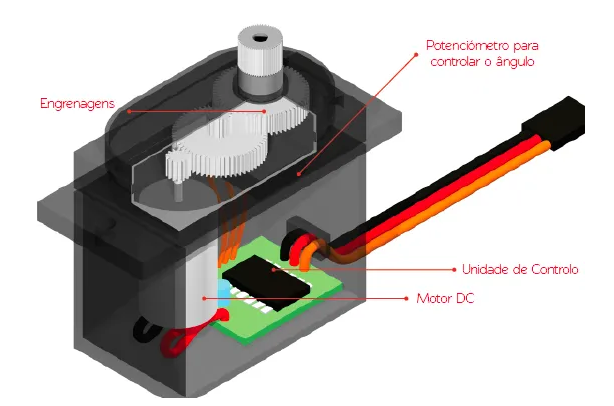 Potenciómetro para
controlar o ângulo
Engrenagens
Unidade de Controlo
Motor DC